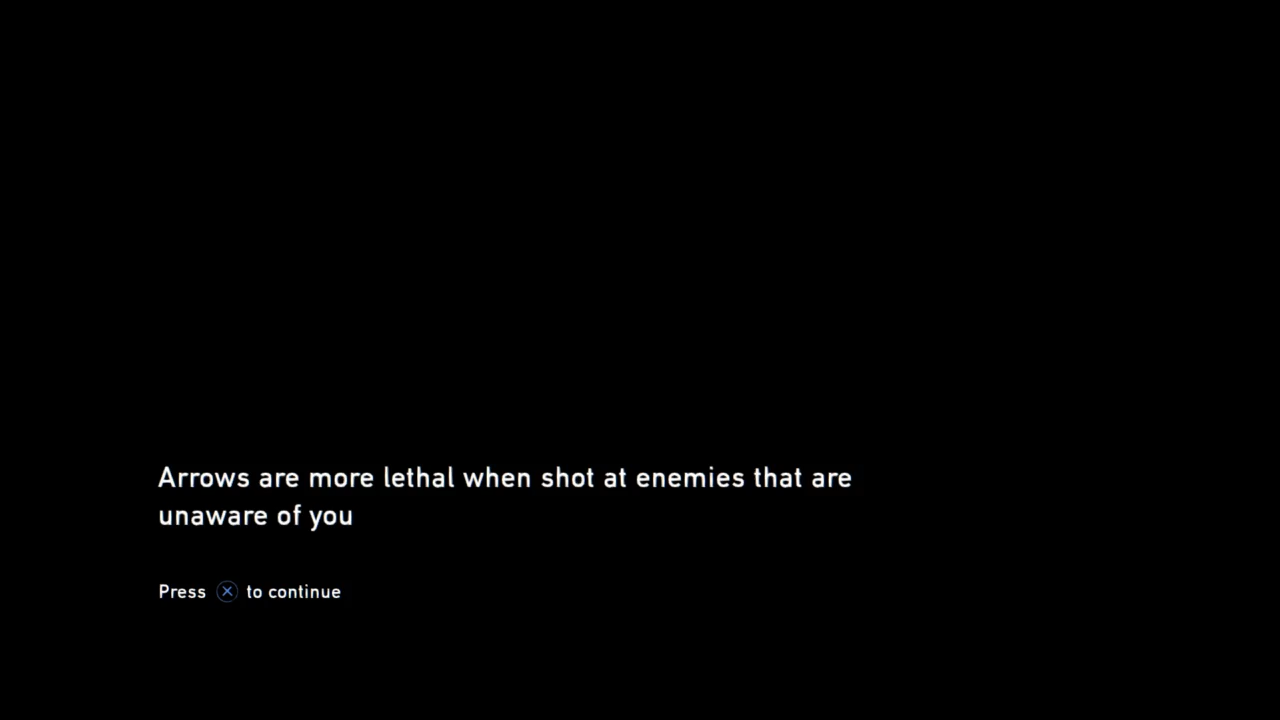 Arrows are more lethal when shot at enemies that are
unaware of you
Press ⓧ to continue